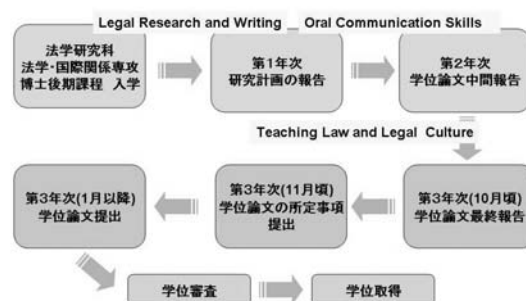 Legal Research and Writing
Oral Communication Skills
法学研究科
法学・国際関係専攻
博士後期課程 入学
第1年次
研究計画の報告
第2年次
学位論文中間報告
Teaching Law and Legal Culture
第3年次(10月頃)
学位論文最終報告
第3年次(11月頃)
学位論文の所定事項
提出
第3年次(1月以降)
学位論文提出
学位審査
学位取得